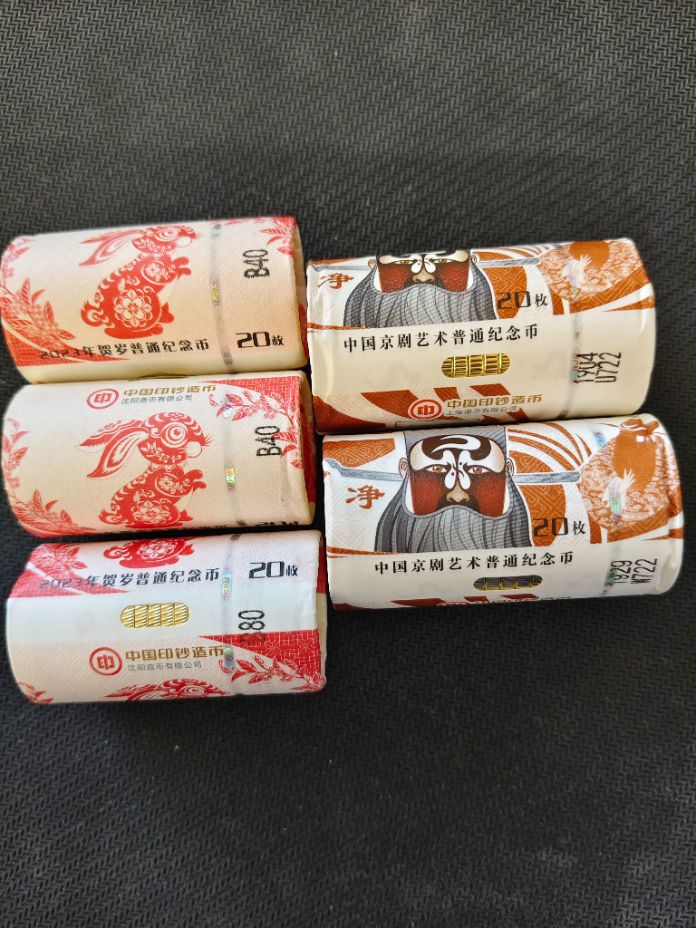 B40
2023年贺岁普通纪念币 20枚
中国印钞造币
沈阳造币有限公司
B40
2023年贺岁普通纪念币 20枚
中国印钞造币
沈阳造币有限公司
净
20枚
中国京剧艺术普通纪念币
中国印钞造币
上海造币有限公司
1904
U722
净
20枚
中国京剧艺术普通纪念币
1929
M722